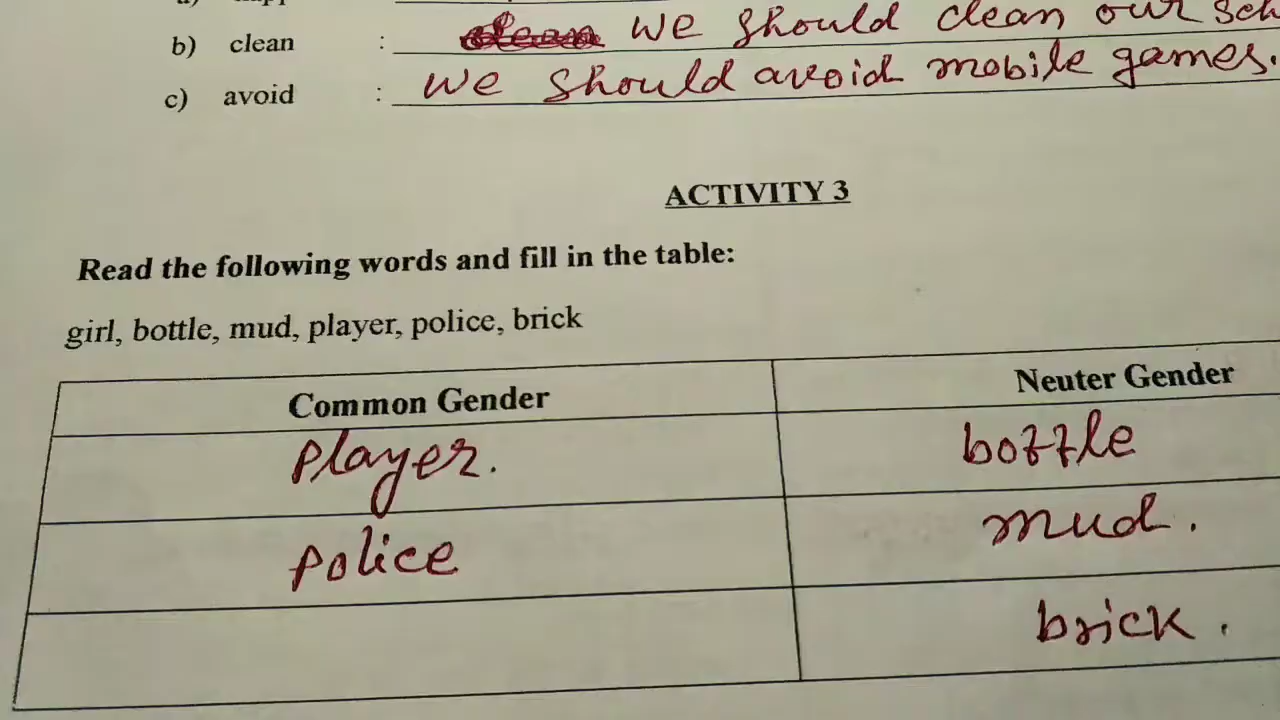 b) clean : We should clean our sch
c) avoid : We should avoid mobile games.
ACTIVITY 3
Read the following words and fill in the table:
girl, bottle, mud, player, police, brick
Common Gender Neuter Gender
Player. bottle
Police mud.
brick.